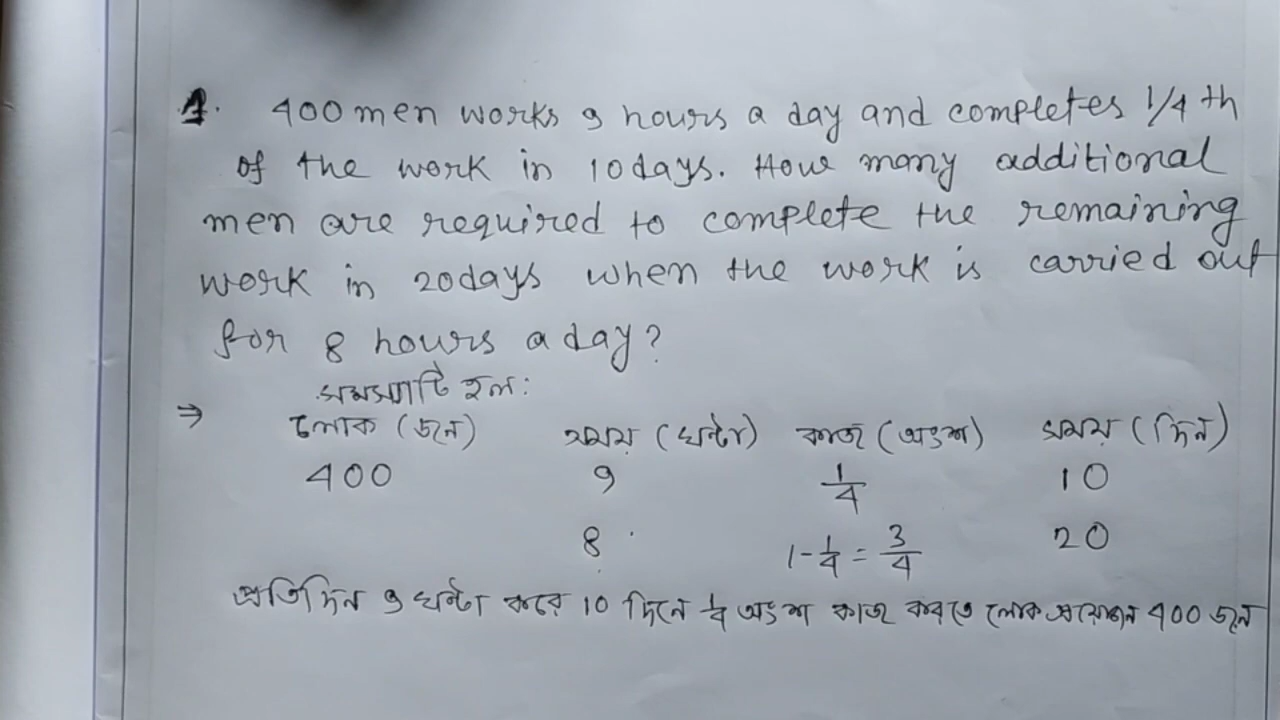 1. 400 men works 9 hours a day and completes 1/4 th
of the work in 10 days. How many additional
men are required to complete the remaining
work in 20 days when the work is carried out
for 8 hours a day?
সমস্যাটি হল:
⇒ লোক (জন) সময় (ঘন্টা) কাজ (অংশ) সময় (দিন)
400 9 1/4 10
8 1-1/4 = 3/4 20
প্রতিদিন 9 ঘন্টা করে 10 দিনে 1/4 অংশ কাজ করতে লোক প্রয়োজন 400 জন